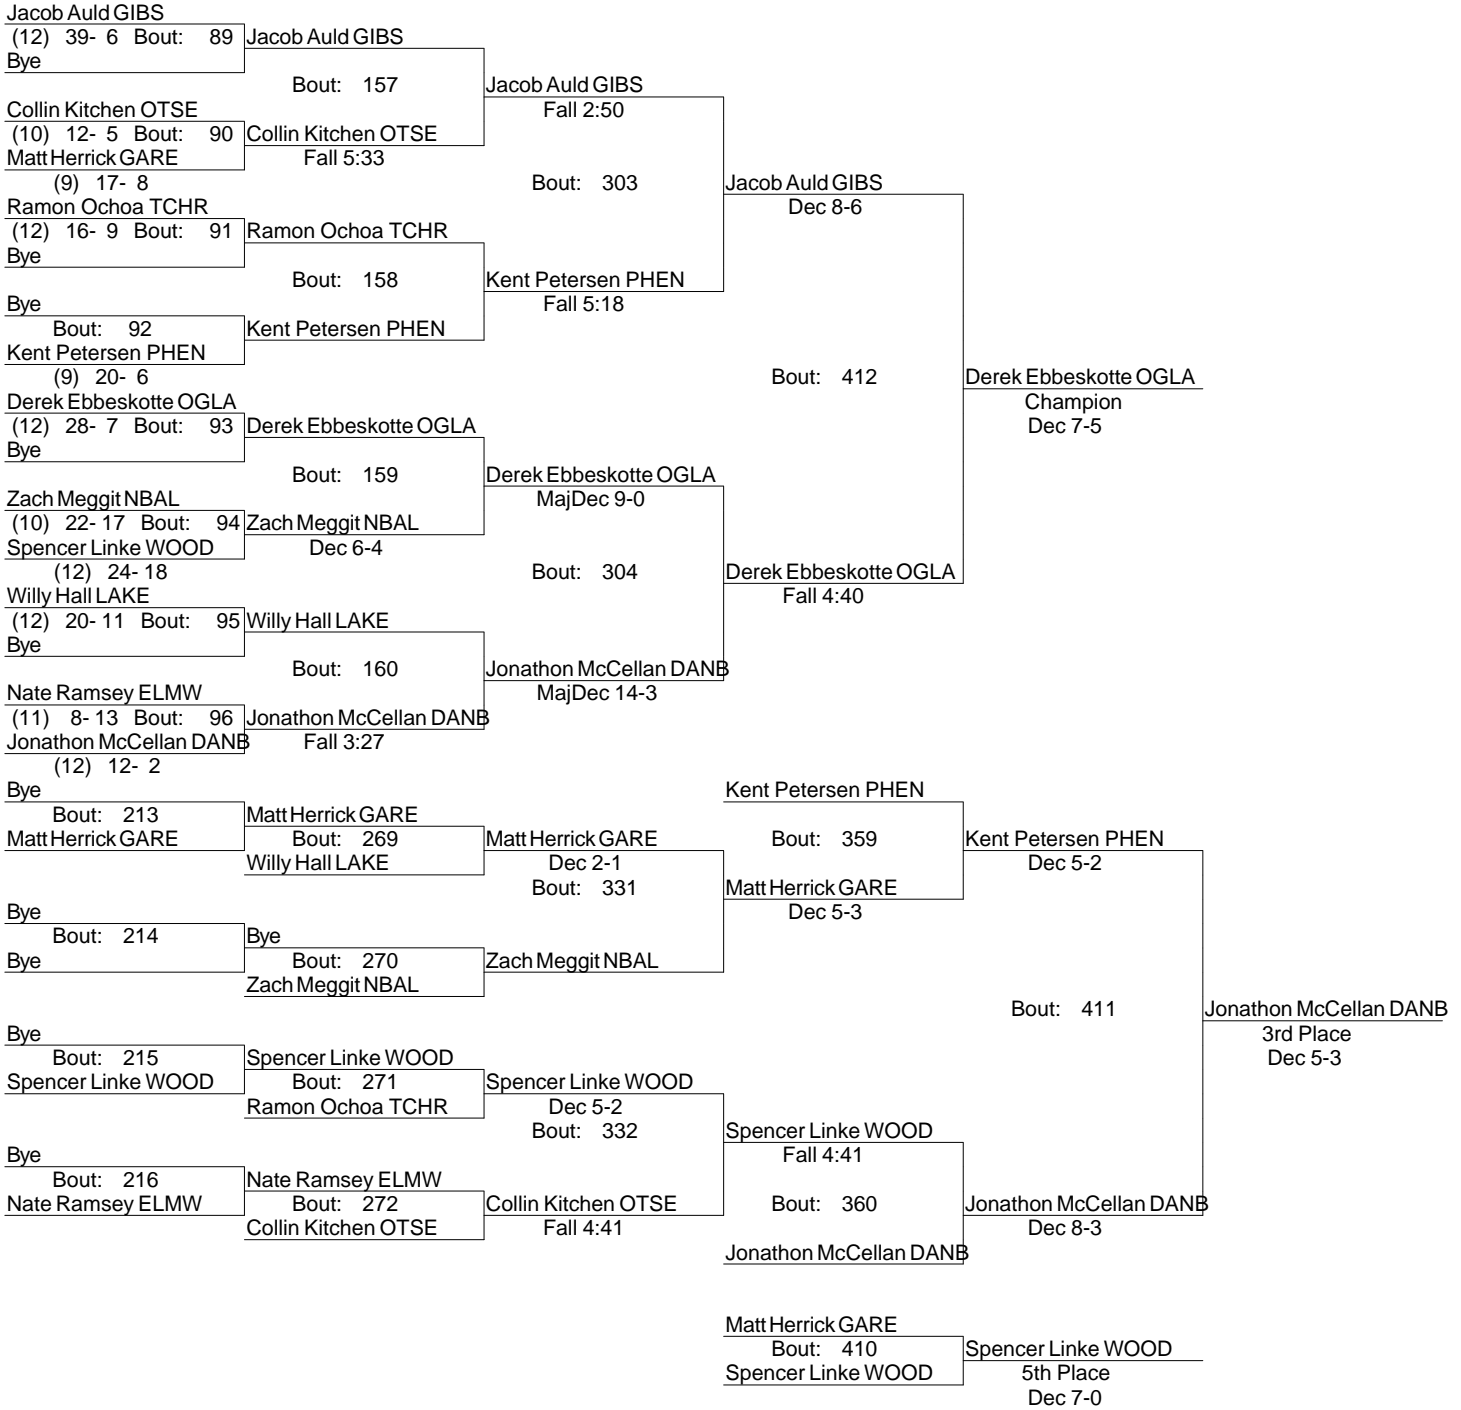 Jacob Auld GIBS
(12) 39- 6 Bout: 89 Jacob Auld GIBS
Bye
Bout: 157 Jacob Auld GIBS
Collin Kitchen OTSE Fall 2:50
(10) 12- 5 Bout: 90 Collin Kitchen OTSE
Matt Herrick GARE Fall 5:33
(9) 17- 8 Bout: 303 Jacob Auld GIBS
Ramon Ochoa TCHR Dec 8-6
(12) 16- 9 Bout: 91 Ramon Ochoa TCHR
Bye
Bout: 158 Kent Petersen PHEN
Bye Fall 5:18
Bout: 92 Kent Petersen PHEN
Kent Petersen PHEN
(9) 20- 6 Bout: 412 Derek Ebbeskotte OGLA
Derek Ebbeskotte OGLA Champion
(12) 28- 7 Bout: 93 Derek Ebbeskotte OGLA Dec 7-5
Bye
Bout: 159 Derek Ebbeskotte OGLA
Zach Meggit NBAL MajDec 9-0
(10) 22- 17 Bout: 94 Zach Meggit NBAL
Spencer Linke WOOD Dec 6-4
(12) 24- 18 Bout: 304 Derek Ebbeskotte OGLA
Willy Hall LAKE Fall 4:40
(12) 20- 11 Bout: 95 Willy Hall LAKE
Bye
Bout: 160 Jonathon McCellan DANB
Nate Ramsey ELMW MajDec 14-3
(11) 8- 13 Bout: 96 Jonathon McCellan DANB
Jonathon McCellan DANB Fall 3:27
(12) 12- 2
Bye Kent Petersen PHEN
Bout: 213 Matt Herrick GARE
Matt Herrick GARE Bout: 269 Matt Herrick GARE Bout: 359 Kent Petersen PHEN
Willy Hall LAKE Dec 2-1 Dec 5-2
Bout: 331 Matt Herrick GARE
Bye Dec 5-3
Bout: 214 Bye
Bye Bout: 270 Zach Meggit NBAL
Zach Meggit NBAL
Bout: 411 Jonathon McCellan DANB
Bye 3rd Place
Bout: 215 Spencer Linke WOOD Dec 5-3
Spencer Linke WOOD Bout: 271 Spencer Linke WOOD
Ramon Ochoa TCHR Dec 5-2
Bout: 332 Spencer Linke WOOD
Bye Fall 4:41
Bout: 216 Nate Ramsey ELMW
Nate Ramsey ELMW Bout: 272 Collin Kitchen OTSE Bout: 360 Jonathon McCellan DANB
Collin Kitchen OTSE Fall 4:41 Dec 8-3
Jonathon McCellan DANB
Matt Herrick GARE
Bout: 410 Spencer Linke WOOD
Spencer Linke WOOD 5th Place
Dec 7-0